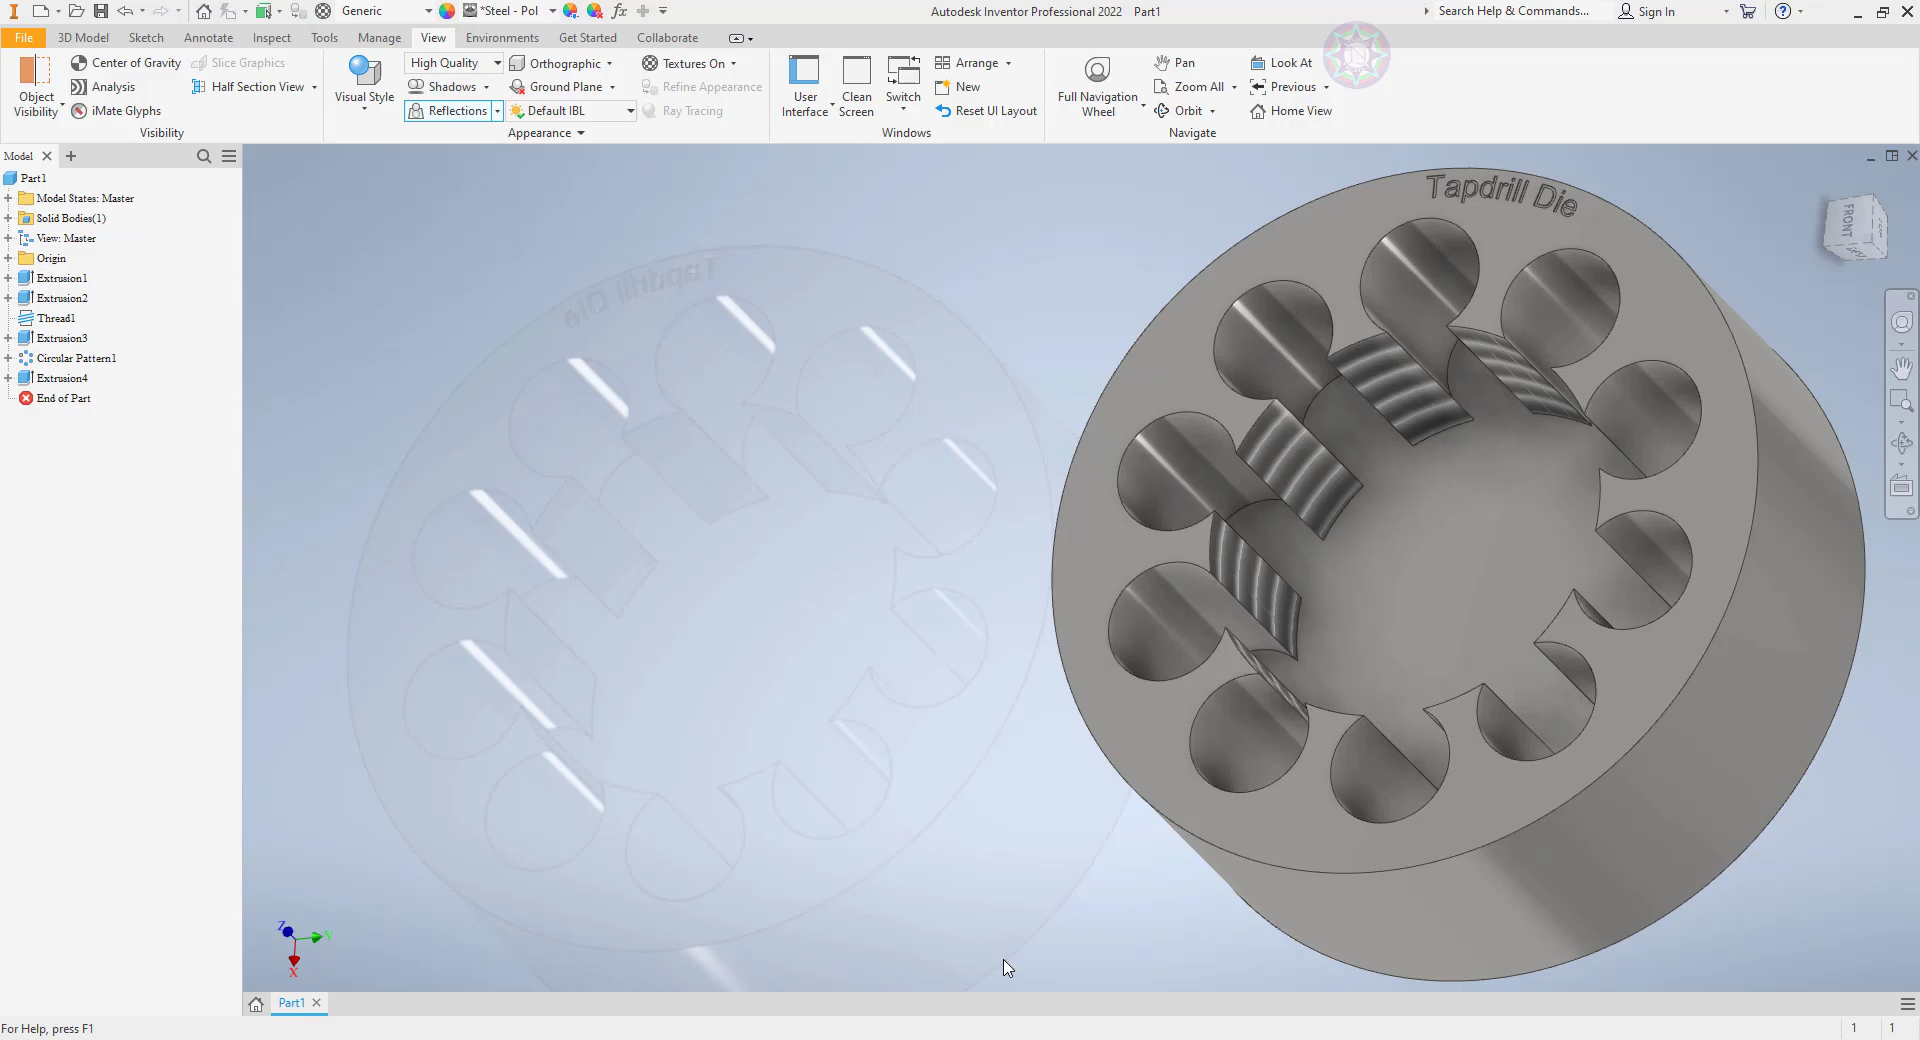 Generic *Steel - Pol Autodesk Inventor Professional 2022 Part1 Search Help & Commands... Sign In
File 3D Model Sketch Annotate Inspect Tools Manage View Environments Get Started Collaborate
Object Visibility
Center of Gravity
Analysis
iMate Glyphs
Slice Graphics
Half Section View
Visibility
Visual Style
High Quality
Shadows
Reflections
Orthographic
Ground Plane
Default IBL
Textures On
Refine Appearance
Ray Tracing
Appearance
User Interface
Clean Screen
Switch
Arrange
New
Reset UI Layout
Windows
Full Navigation Wheel
Pan
Zoom All
Orbit
Look At
Previous
Home View
Navigate
Model
Part1
Model States: Master
Solid Bodies(1)
View: Master
Origin
Extrusion1
Extrusion2
Thread1
Extrusion3
Circular Pattern1
Extrusion4
End of Part
Tapdrill Die
Tapdrill Die
FRONT
Z
Y
X
Part1
For Help, press F1
1 1